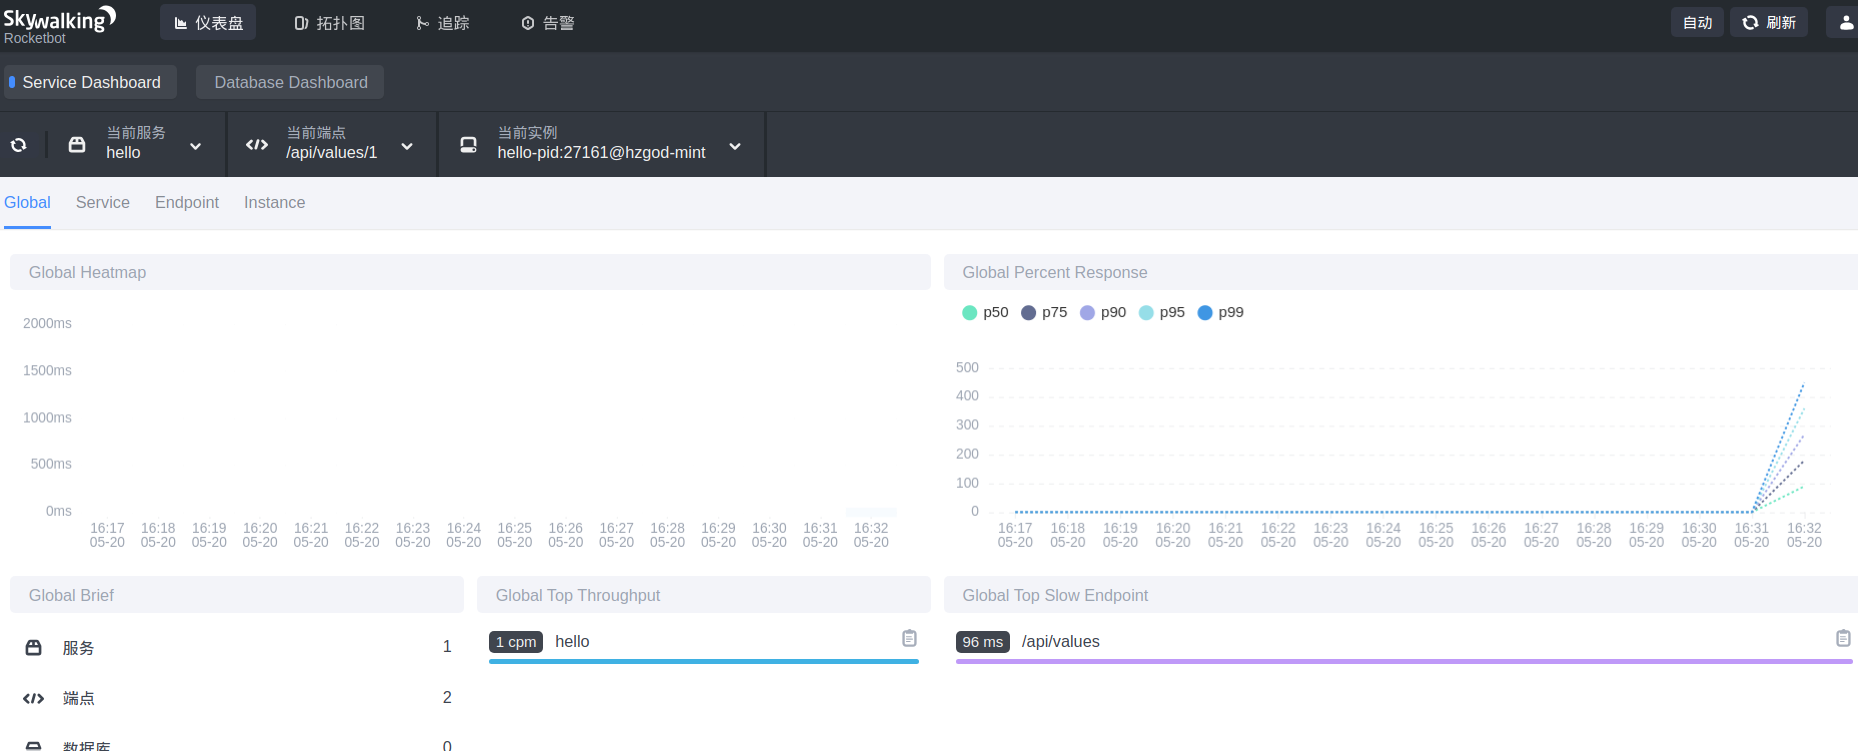 Skywalking
Rocketbot
仪表盘
拓扑图
追踪
告警
自动
刷新
Service Dashboard
Database Dashboard
当前服务
hello
当前端点
/api/values/1
当前实例
hello-pid:27161@hzgod-mint
Global
Service
Endpoint
Instance
Global Heatmap
2000ms
1500ms
1000ms
500ms
0ms
16:17 16:18 16:19 16:20 16:21 16:22 16:23 16:24 16:25 16:26 16:27 16:28 16:29 16:30 16:31 16:32
05-20 05-20 05-20 05-20 05-20 05-20 05-20 05-20 05-20 05-20 05-20 05-20 05-20 05-20 05-20 05-20
Global Percent Response
p50 p75 p90 p95 p99
500
400
300
200
100
0
16:17 16:18 16:19 16:20 16:21 16:22 16:23 16:24 16:25 16:26 16:27 16:28 16:29 16:30 16:31 16:32
05-20 05-20 05-20 05-20 05-20 05-20 05-20 05-20 05-20 05-20 05-20 05-20 05-20 05-20 05-20 05-20
Global Brief
服务 1
端点 2
数据库 0
Global Top Throughput
1 cpm hello
Global Top Slow Endpoint
96 ms /api/values